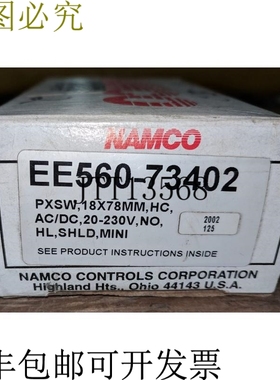 图必究
NAMCO
EE560-73402
JT113568
PXSW,18X78MM,HC,
AC/DC,20-230V,NO,
HL,SHLD,MINI
2002
125
SEE PRODUCT INSTRUCTIONS INSIDE
NAMCO CONTROLS CORPORATION
Highland Hts., Ohio 44143 U.S.A.
包邮可开发票